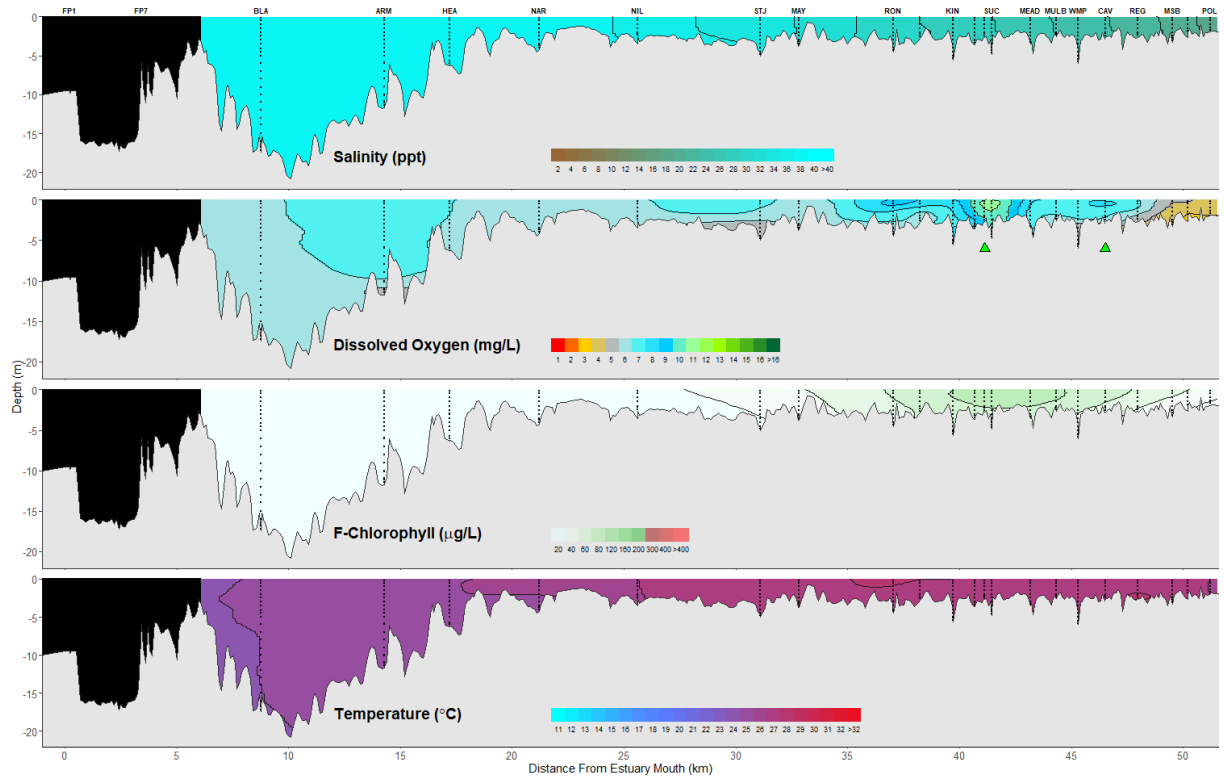 FP1 FP7 BLA ARM HEA NAR NIL STJ MAY RON KIN SUC MEAD MULB WMP CAV REG MSB POL
0
-5
-10
-15
-20
Salinity (ppt)
2 4 6 8 10 12 14 16 18 20 22 24 26 28 30 32 34 36 38 40 >40
0
-5
-10
-15
-20
Dissolved Oxygen (mg/L)
1 2 3 4 5 6 7 8 9 10 11 12 13 14 15 16 >16
Depth (m)
0
-5
-10
-15
-20
F-Chlorophyll (μg/L)
20 40 60 80 120 160 200 300 400 >400
0
-5
-10
-15
-20
Temperature (°C)
11 12 13 14 15 16 17 18 19 20 21 22 23 24 25 26 27 28 29 30 31 32 >32
0 5 10 15 20 25 30 35 40 45 50
Distance From Estuary Mouth (km)